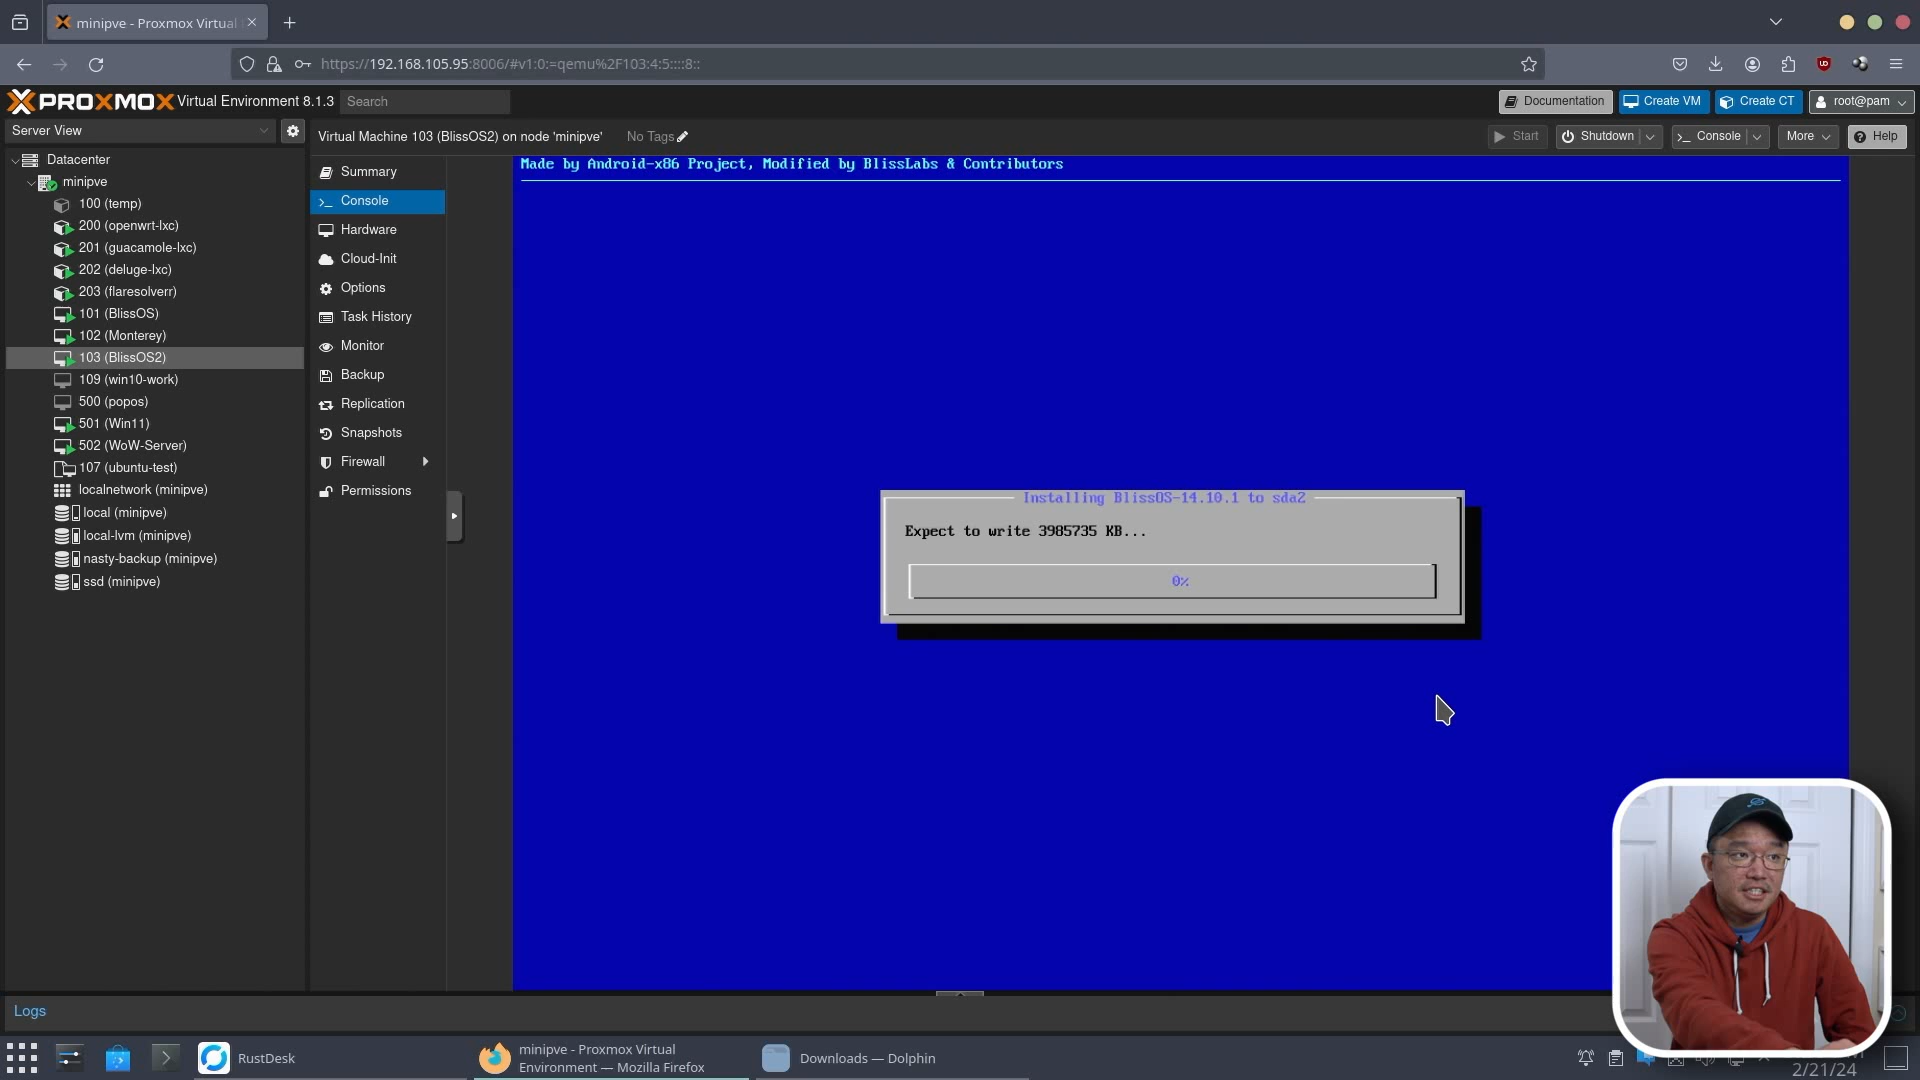 minipve - Proxmox Virtual
https://192.168.105.95:8006/#v1:0:=qemu%2F103:4:5::::8::
PROXMOX Virtual Environment 8.1.3
Search
Documentation
Create VM
Create CT
root@pam
Server View
Virtual Machine 103 (BlissOS2) on node 'minipve'
No Tags
Start
Shutdown
Console
More
Help
Datacenter
minipve
100 (temp)
200 (openwrt-lxc)
201 (guacamole-lxc)
202 (deluge-lxc)
203 (flaresolverr)
101 (BlissOS)
102 (Monterey)
103 (BlissOS2)
109 (win10-work)
500 (popos)
501 (Win11)
502 (WoW-Server)
107 (ubuntu-test)
localnetwork (minipve)
local (minipve)
local-lvm (minipve)
nasty-backup (minipve)
ssd (minipve)
Summary
Console
Hardware
Cloud-Init
Options
Task History
Monitor
Backup
Replication
Snapshots
Firewall
Permissions
Made by Android-x86 Project, Modified by BlissLabs & Contributors
Installing BlissOS-14.10.1 to sda2
Expect to write 3985735 KB...
0%
Logs
RustDesk
minipve - Proxmox Virtual
Environment — Mozilla Firefox
Downloads — Dolphin
2/21/24